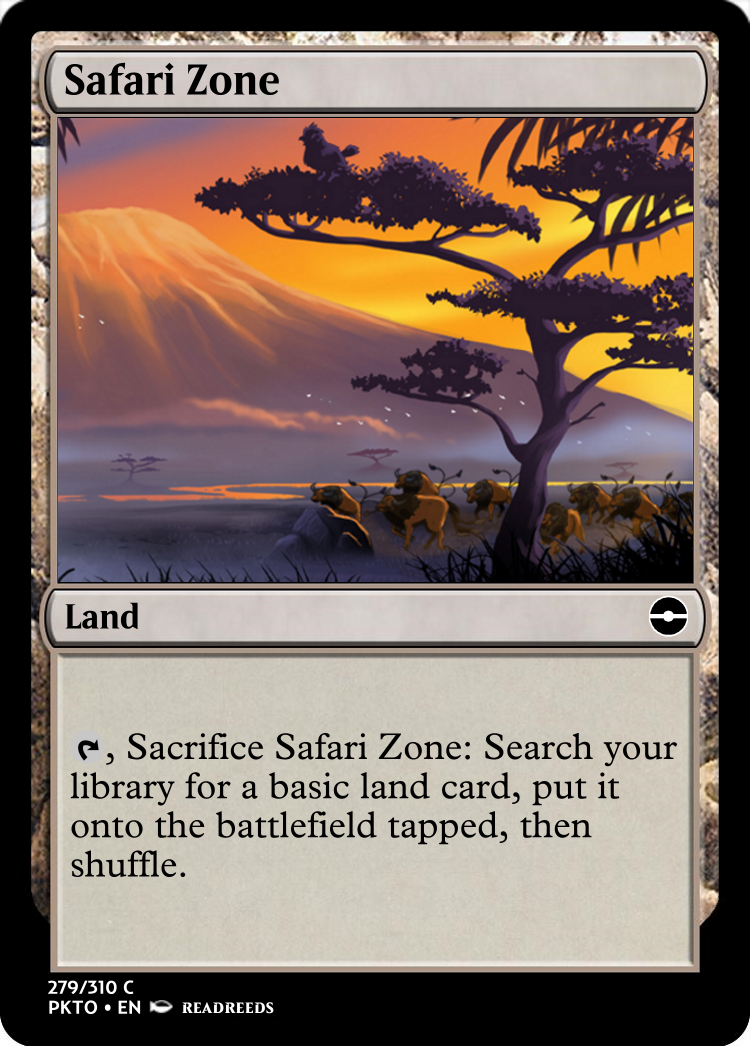 Safari Zone
Land
, Sacrifice Safari Zone: Search your
library for a basic land card, put it
onto the battlefield tapped, then
shuffle.
279/310 C
PKTO • EN READREEDS